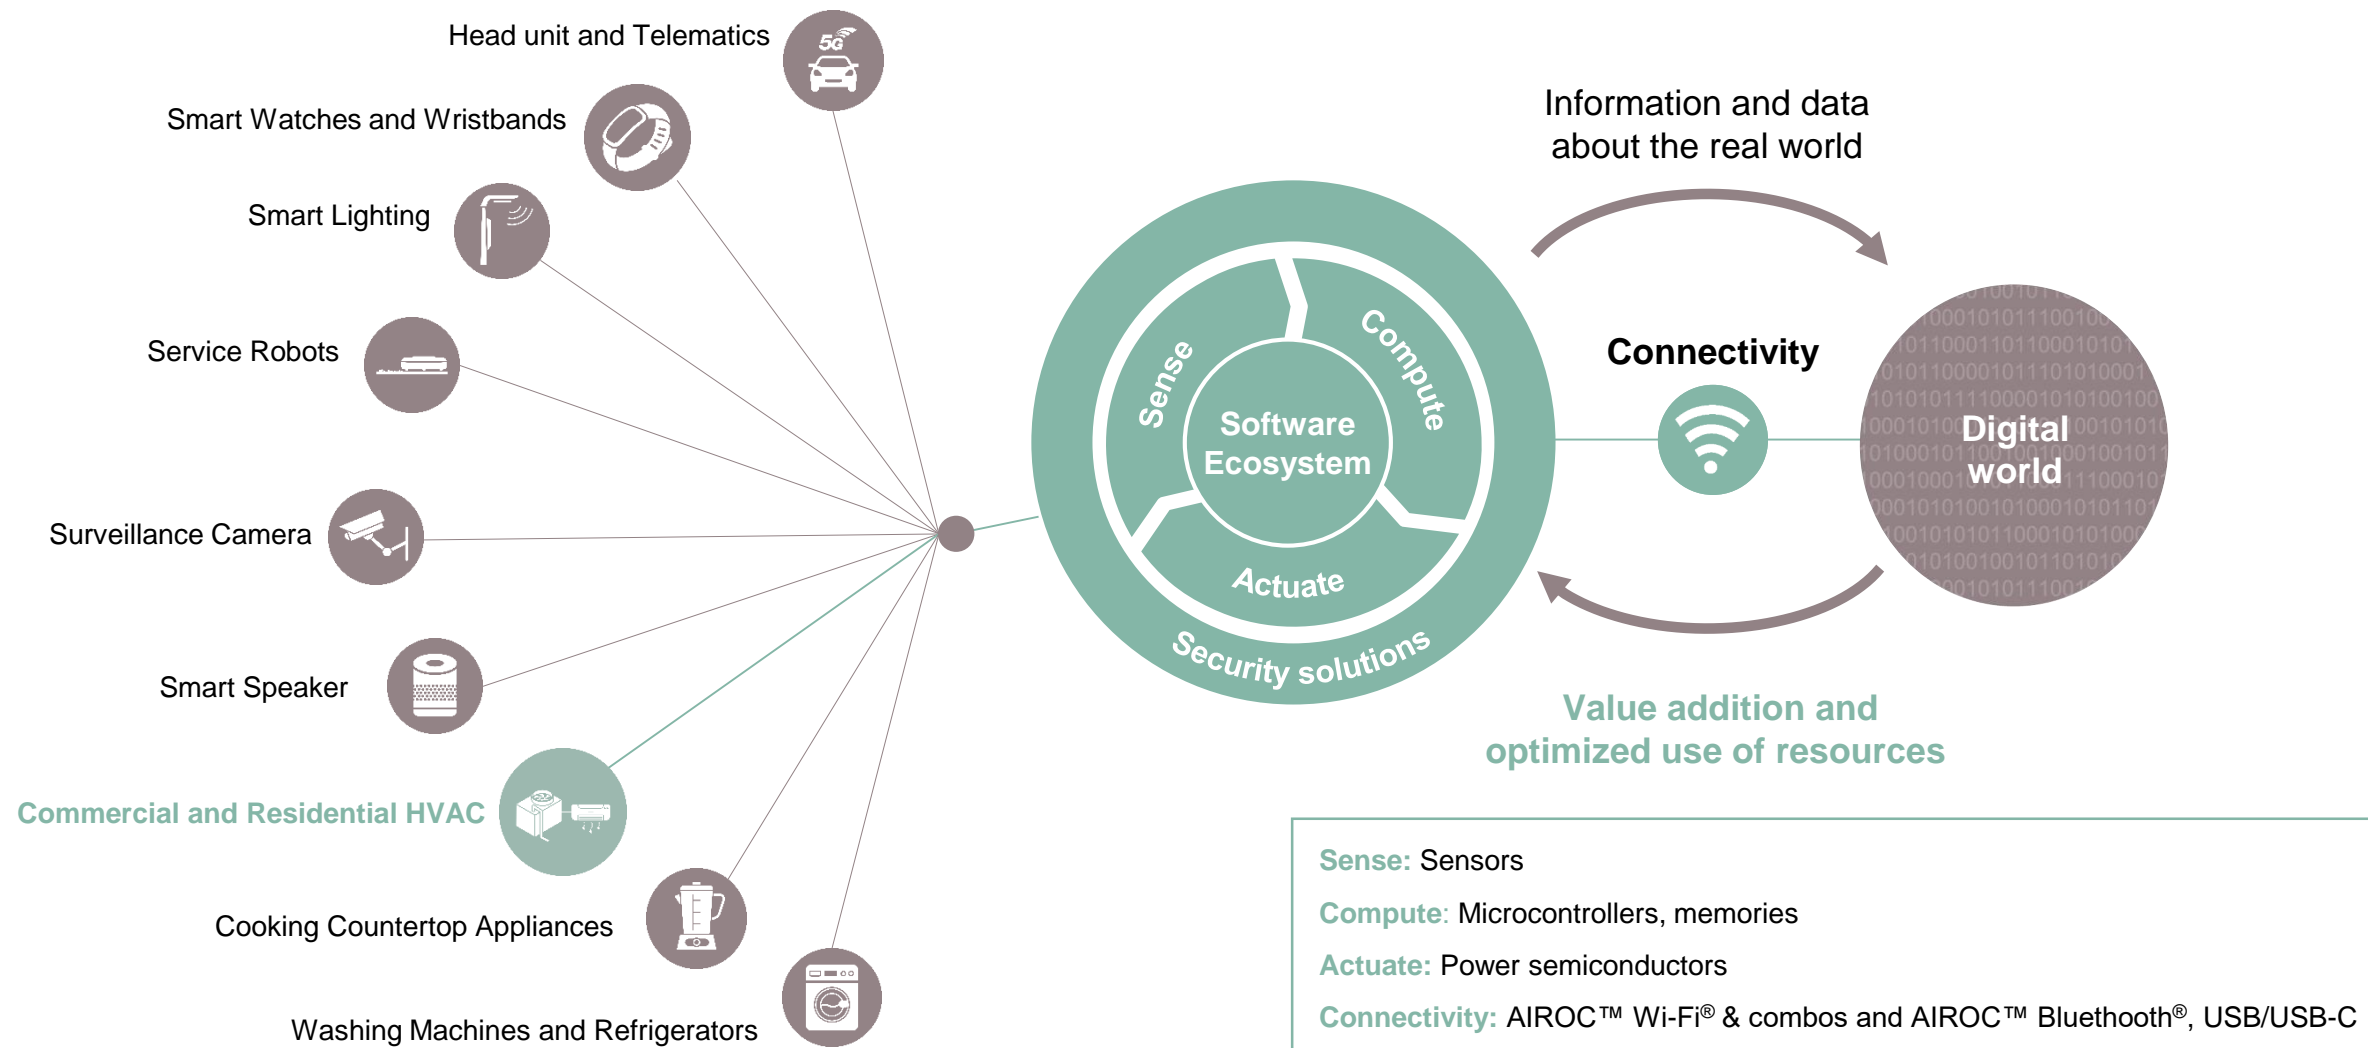 Head unit and Telematics
5G
Smart Watches and Wristbands
Smart Lighting
Service Robots
Surveillance Camera
Smart Speaker
Commercial and Residential HVAC
Cooking Countertop Appliances
Washing Machines and Refrigerators
Sense
Compute
Actuate
Software
Ecosystem
Security solutions
Information and data
about the real world
Connectivity
Digital
world
Value addition and
optimized use of resources
Sense: Sensors
Compute: Microcontrollers, memories
Actuate: Power semiconductors
Connectivity: AIROC™ Wi-Fi® & combos and AIROC™ Bluethooth®, USB/USB-C